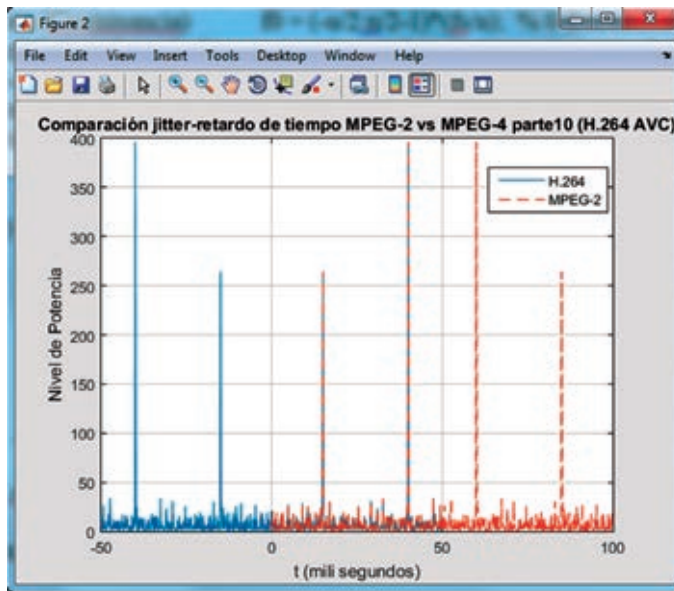 Figure 2
File Edit View Insert Tools Desktop Window Help
Comparación jitter-retardo de tiempo MPEG-2 vs MPEG-4 parte10 (H.264 AVC)
400
350
300
250
200
150
100
50
0
Nivel de Potencia
H.264
MPEG-2
-50 0 50 100
t (mili segundos)